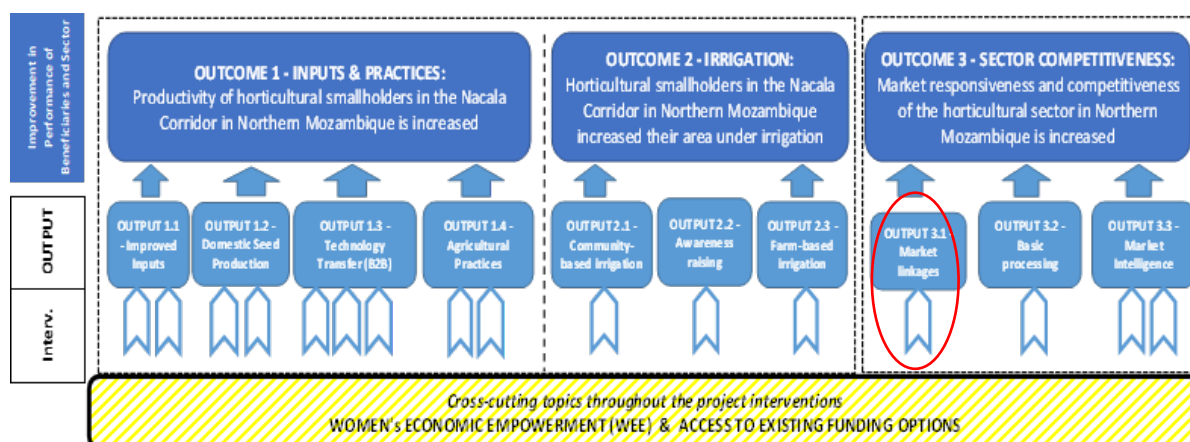 Improvement in
Performance of
Beneficiaries and Sector
OUTCOME 1 - INPUTS & PRACTICES:
Productivity of horticultural smallholders in the Nacala
Corridor in Northern Mozambique is increased
OUTCOME 2 - IRRIGATION:
Horticultural smallholders in the Nacala
Corridor in Northern Mozambique
increased their area under irrigation
OUTCOME 3 - SECTOR COMPETITIVENESS:
Market responsiveness and competitiveness
of the horticultural sector in Northern
Mozambique is increased
OUTPUT
OUTPUT 1.1
- Improved
Inputs
OUTPUT 1.2 -
Domestic Seed
Production
OUTPUT 1.3 -
Technology
Transfer (B2B)
OUTPUT 1.4 -
Agricultural
Practices
OUTPUT 2.1 -
Community-
based irrigation
OUTPUT 2.2 -
Awareness
raising
OUTPUT 2.3 -
Farm-based
irrigation
OUTPUT 3.1 -
Market
linkages
OUTPUT 3.2 -
Basic
processing
OUTPUT 3.3 -
Market
Intelligence
Interv.
Cross-cutting topics throughout the project interventions
WOMEN's ECONOMIC EMPOWERMENT (WEE) & ACCESS TO EXISTING FUNDING OPTIONS